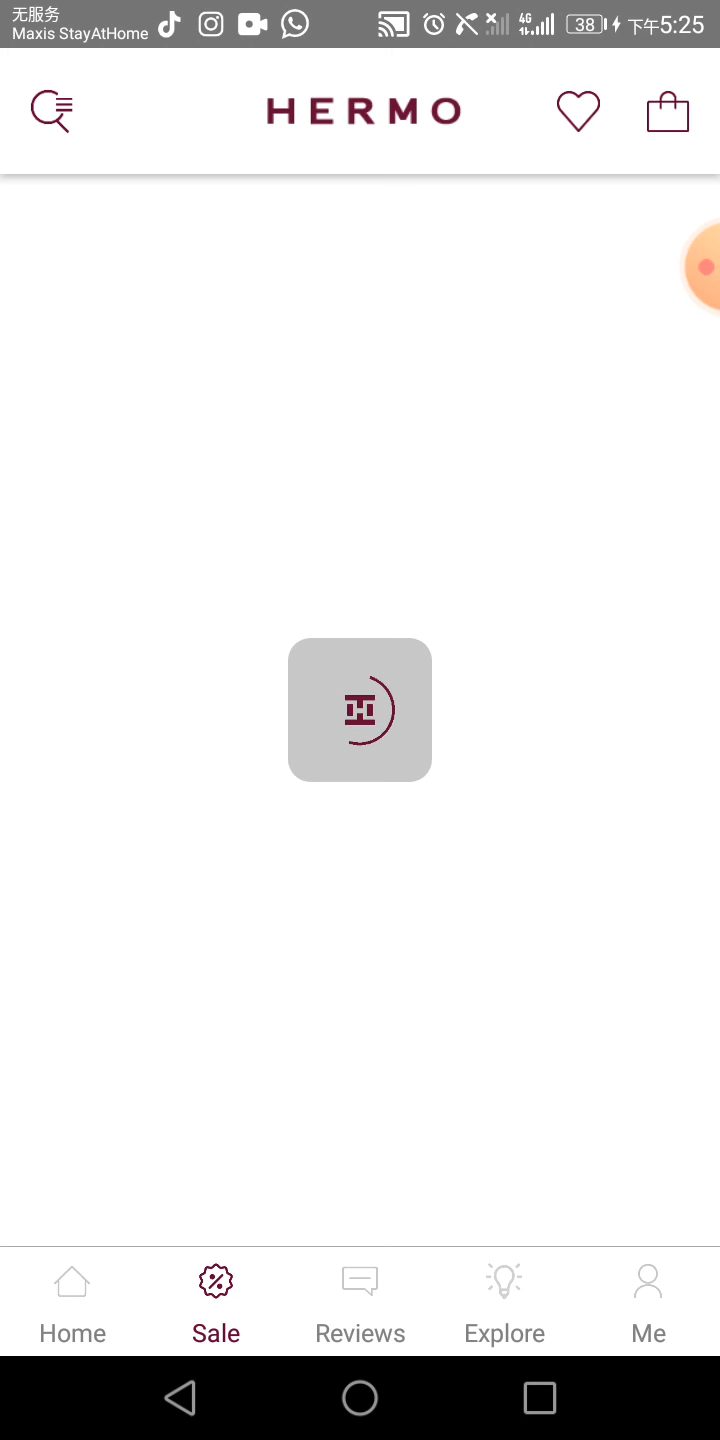 无服务
Maxis StayAtHome
4G 38 下午5:25
HERMO
Home Sale Reviews Explore Me